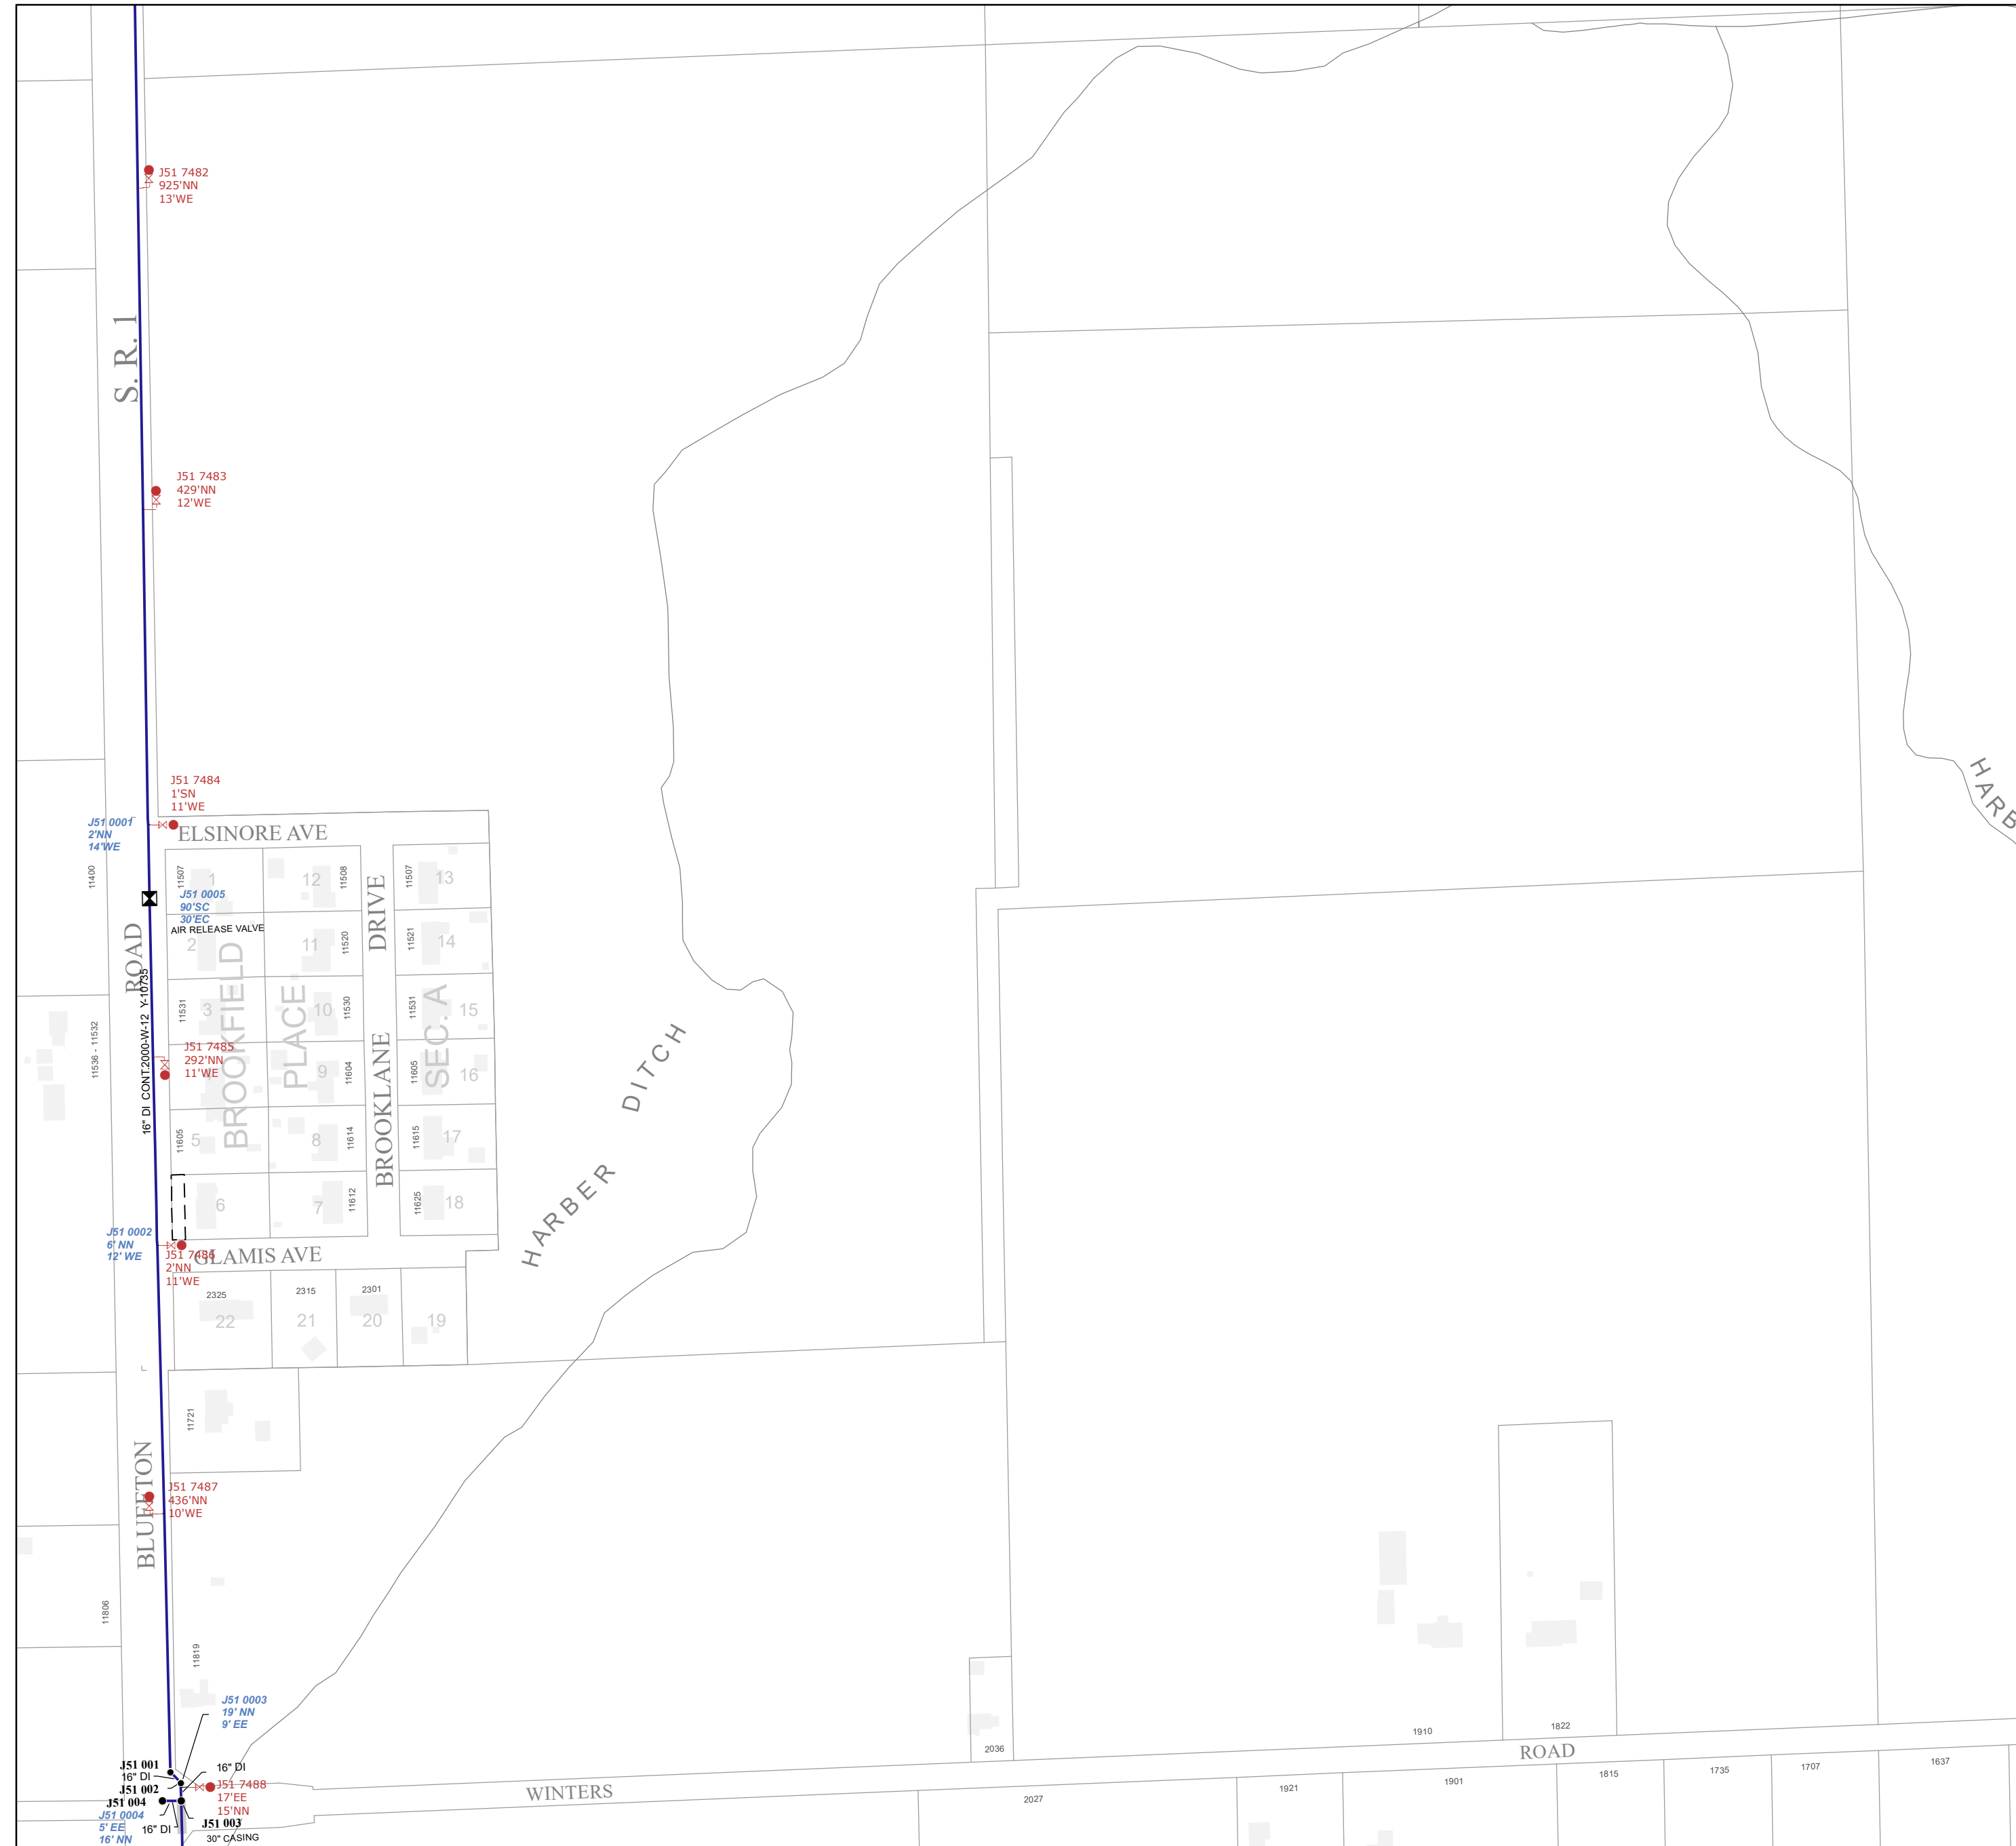 J51 7482
925'NN
13'WE
S. R. 1
J51 7483
429'NN
12'WE
J51 7484
1'SN
11'WE
J51 0001
2'NN
14'WE
ELSINORE AVE
11400
11507
1
12
11508
11507
13
J51 0005
90'SC
30'EC
AIR RELEASE VALVE
2
11
11520
DRIVE
11521
14
ROAD
16" DI CONT.2000-W-12 Y-10735
11536 - 11532
11531
3
BROOKFIELD
PLACE
10
11530
11531
SEC. A
15
J51 7485
292'NN
11'WE
9
11604
BROOKLANE
11605
16
11605
5
8
11614
11615
17
6
7
11612
11625
18
HARBER DITCH
HARB
J51 0002
6' NN
12' WE
J51 7486
2'NN
11'WE
GLAMIS AVE
2325
2315
2301
22
21
20
19
11721
BLUFFTON
J51 7487
436'NN
10'WE
11806
11819
J51 0003
19' NN
9' EE
J51 001
16" DI
16" DI
J51 002
J51 7488
17'EE
15'NN
J51 004
J51 0004
5' EE
16' NN
16" DI
J51 003
30" CASING
WINTERS
ROAD
2036
1910
1822
2027
1921
1901
1815
1735
1707
1637